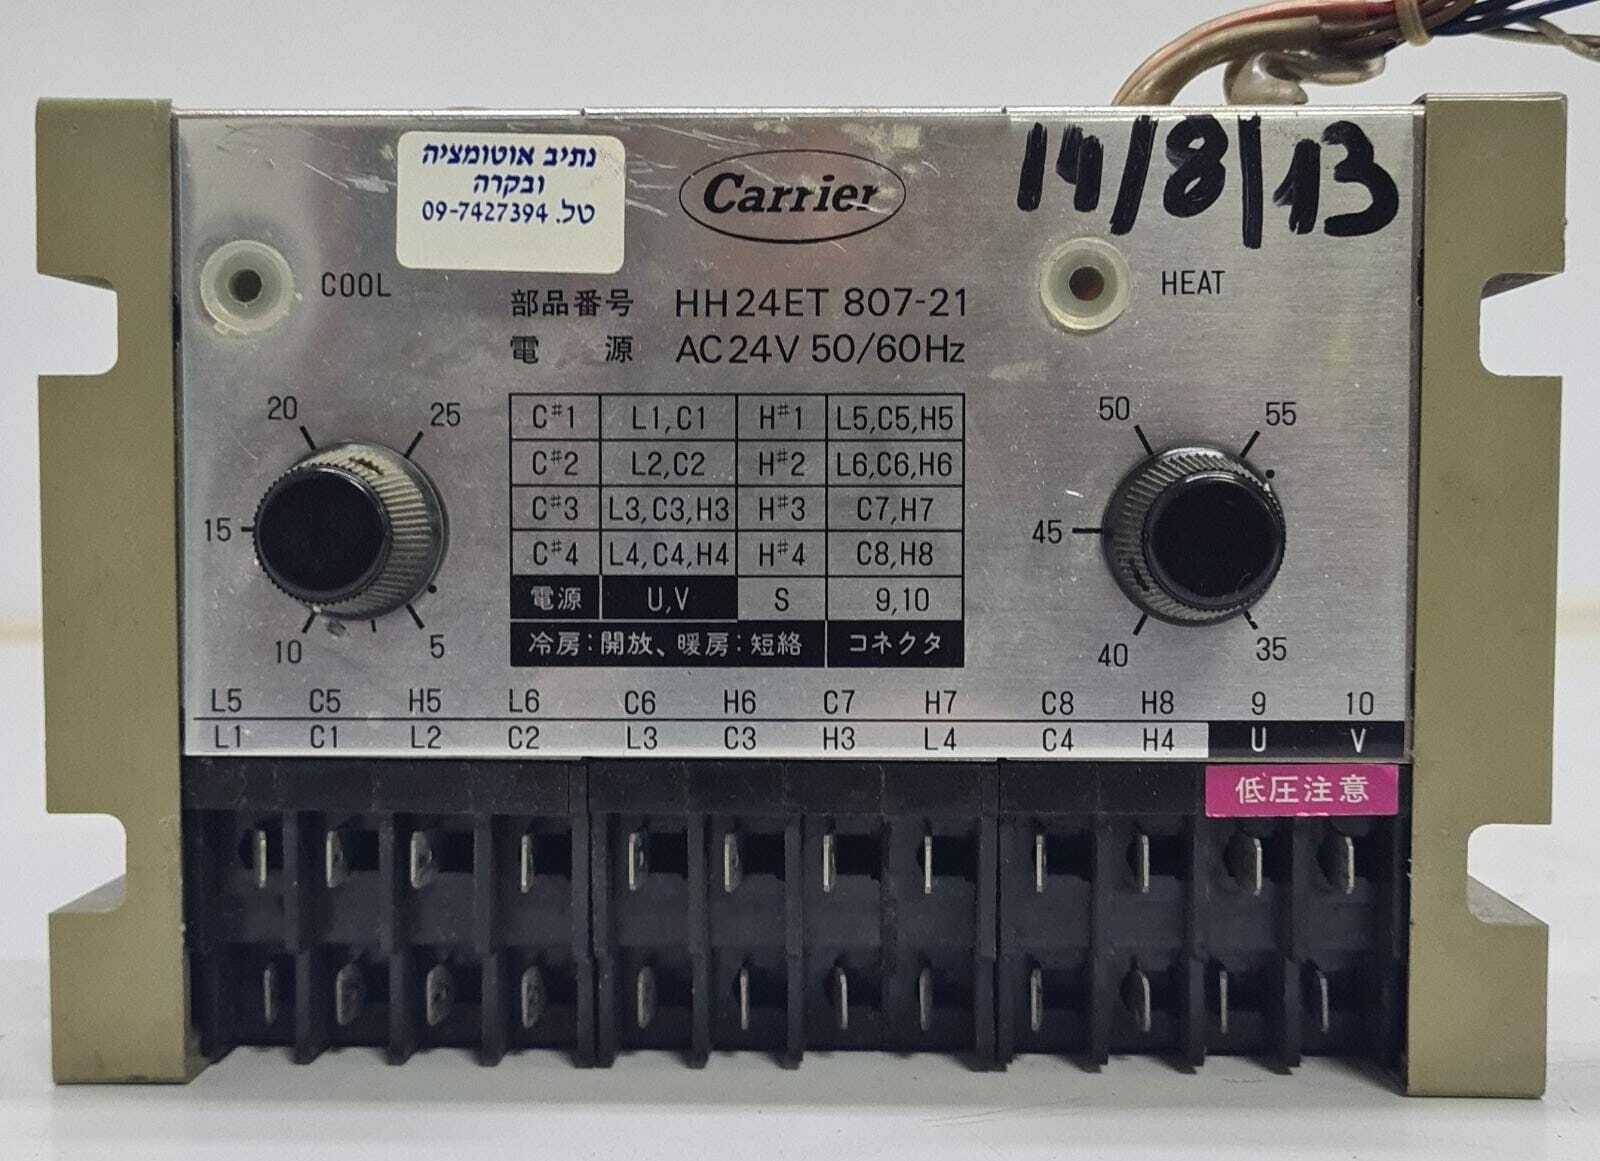 נתיב אוטומציה
ובקרה
טל. 09-7427394
Carrier
14/8/13
COOL
HEAT
部品番号 HH24ET 807-21
電源 AC24V 50/60Hz
20 25
15
10 5
50 55
45
40 35
C#1 L1,C1 H#1 L5,C5,H5
C#2 L2,C2 H#2 L6,C6,H6
C#3 L3,C3,H3 H#3 C7,H7
C#4 L4,C4,H4 H#4 C8,H8
電源 U,V S 9,10
冷房:開放、暖房:短絡 コネクタ
L5 C5 H5 L6 C6 H6 C7 H7 C8 H8 9 10
L1 C1 L2 C2 L3 C3 H3 L4 C4 H4 U V
低圧注意